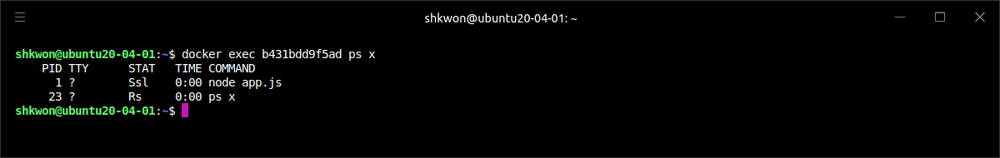 shkwon@ubuntu20-04-01: ~
shkwon@ubuntu20-04-01:~$ docker exec b431bdd9f5ad ps x
    PID TTY      STAT   TIME COMMAND
      1 ?        Ssl    0:00 node app.js
     23 ?        Rs     0:00 ps x
shkwon@ubuntu20-04-01:~$